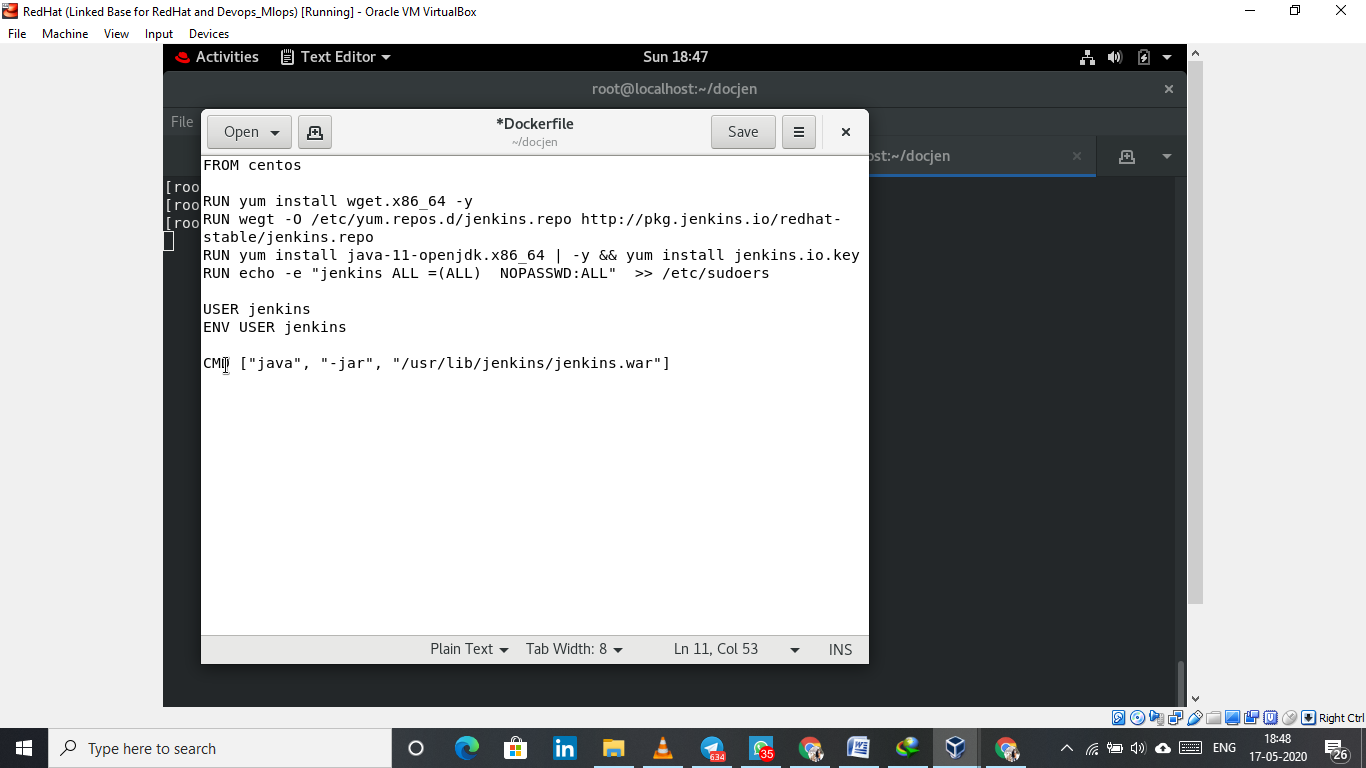 RedHat (Linked Base for RedHat and Devops_Mlops) [Running] - Oracle VM VirtualBox
File Machine View Input Devices
Activities Text Editor Sun 18:47
root@localhost:~/docjen
File
Open *Dockerfile Save
~/docjen
ost:~/docjen
FROM centos
[roo
RUN yum install wget.x86_64 -y
[roo
RUN wegt -O /etc/yum.repos.d/jenkins.repo http://pkg.jenkins.io/redhat-
[roo
stable/jenkins.repo
RUN yum install java-11-openjdk.x86_64 | -y && yum install jenkins.io.key
RUN echo -e "jenkins ALL =(ALL)  NOPASSWD:ALL"  >> /etc/sudoers
USER jenkins
ENV USER jenkins
CMD ["java", "-jar", "/usr/lib/jenkins/jenkins.war"]
Plain Text Tab Width: 8 Ln 11, Col 53 INS
Right Ctrl
Type here to search
634
35
ENG
18:48
17-05-2020
26